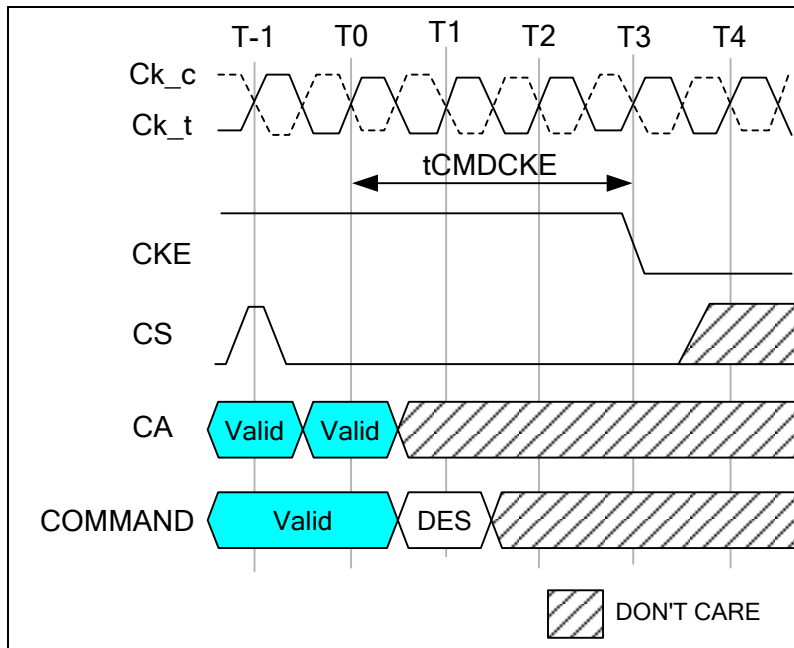 T-1 T0 T1 T2 T3 T4
Ck_c
Ck_t
tCMDCKE
CKE
CS
CA Valid Valid
COMMAND Valid DES
DON'T CARE